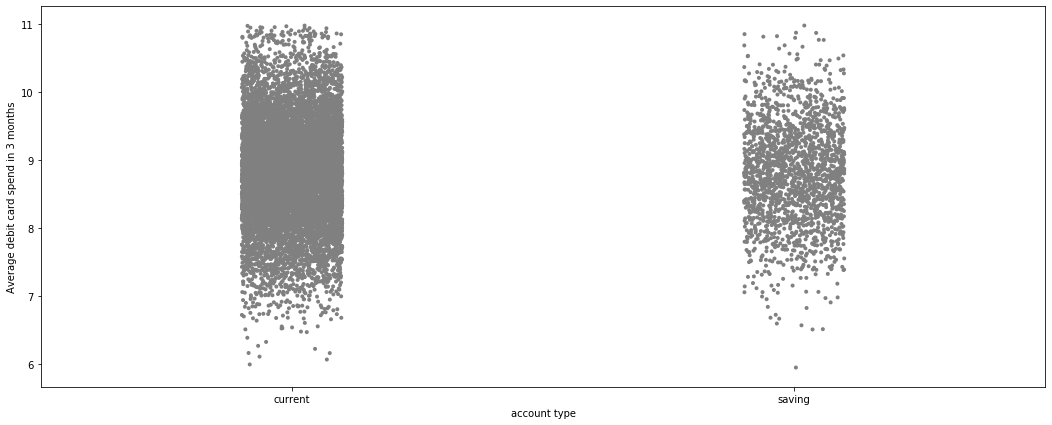 11
10
9
8
7
6
Average debit card spend in 3 months
current
saving
account type